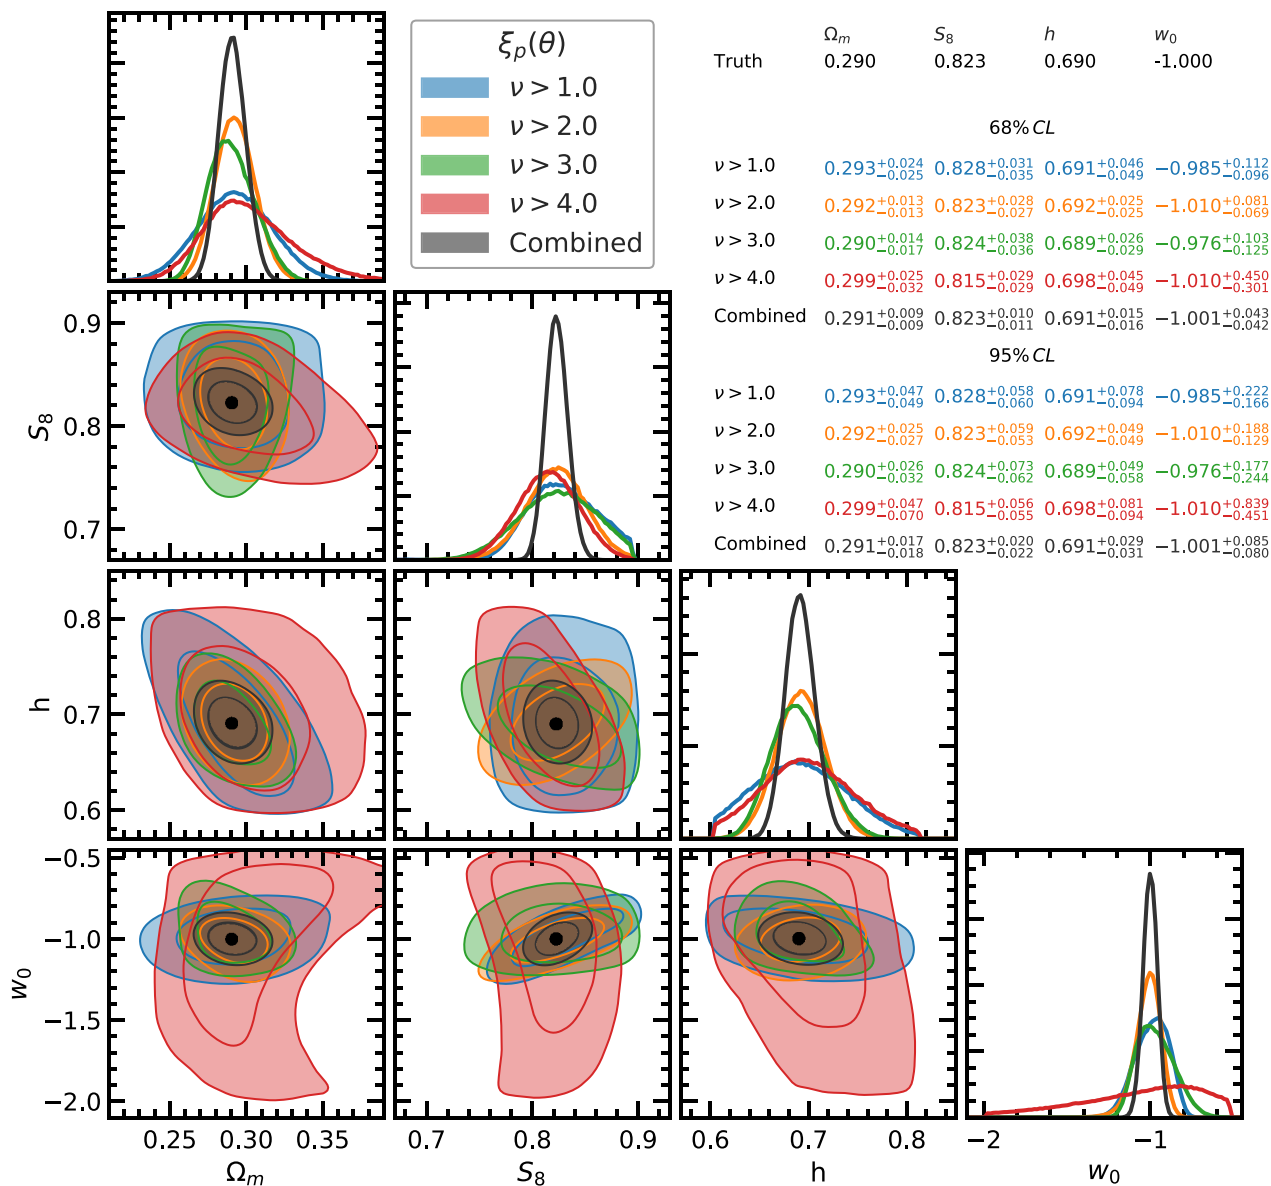 ξp(θ)
ν > 1.0
ν > 2.0
ν > 3.0
ν > 4.0
Combined
Ωm S8 h w0
Truth 0.290 0.823 0.690 -1.000
68% CL
ν > 1.0 0.293+0.024−0.025 0.828+0.031−0.035 0.691+0.046−0.049 −0.985+0.112−0.096
ν > 2.0 0.292+0.013−0.013 0.823+0.028−0.027 0.692+0.025−0.025 −1.010+0.081−0.069
ν > 3.0 0.290+0.014−0.017 0.824+0.038−0.036 0.689+0.026−0.029 −0.976+0.103−0.125
ν > 4.0 0.299+0.025−0.032 0.815+0.029−0.029 0.698+0.045−0.049 −1.010+0.450−0.301
Combined 0.291+0.009−0.009 0.823+0.010−0.011 0.691+0.015−0.016 −1.001+0.043−0.042
95% CL
ν > 1.0 0.293+0.047−0.049 0.828+0.058−0.060 0.691+0.078−0.094 −0.985+0.222−0.166
ν > 2.0 0.292+0.025−0.027 0.823+0.059−0.053 0.692+0.049−0.049 −1.010+0.188−0.129
ν > 3.0 0.290+0.026−0.032 0.824+0.073−0.062 0.689+0.049−0.058 −0.976+0.177−0.244
ν > 4.0 0.299+0.047−0.070 0.815+0.056−0.055 0.698+0.081−0.094 −1.010+0.839−0.451
Combined 0.291+0.017−0.018 0.823+0.020−0.022 0.691+0.029−0.031 −1.001+0.085−0.080
0.9
0.8
0.7
S8
0.8
0.7
0.6
h
−0.5
−1.0
−1.5
−2.0
w0
0.25 0.30 0.35
Ωm
0.7 0.8 0.9
S8
0.6 0.7 0.8
h
−2 −1
w0